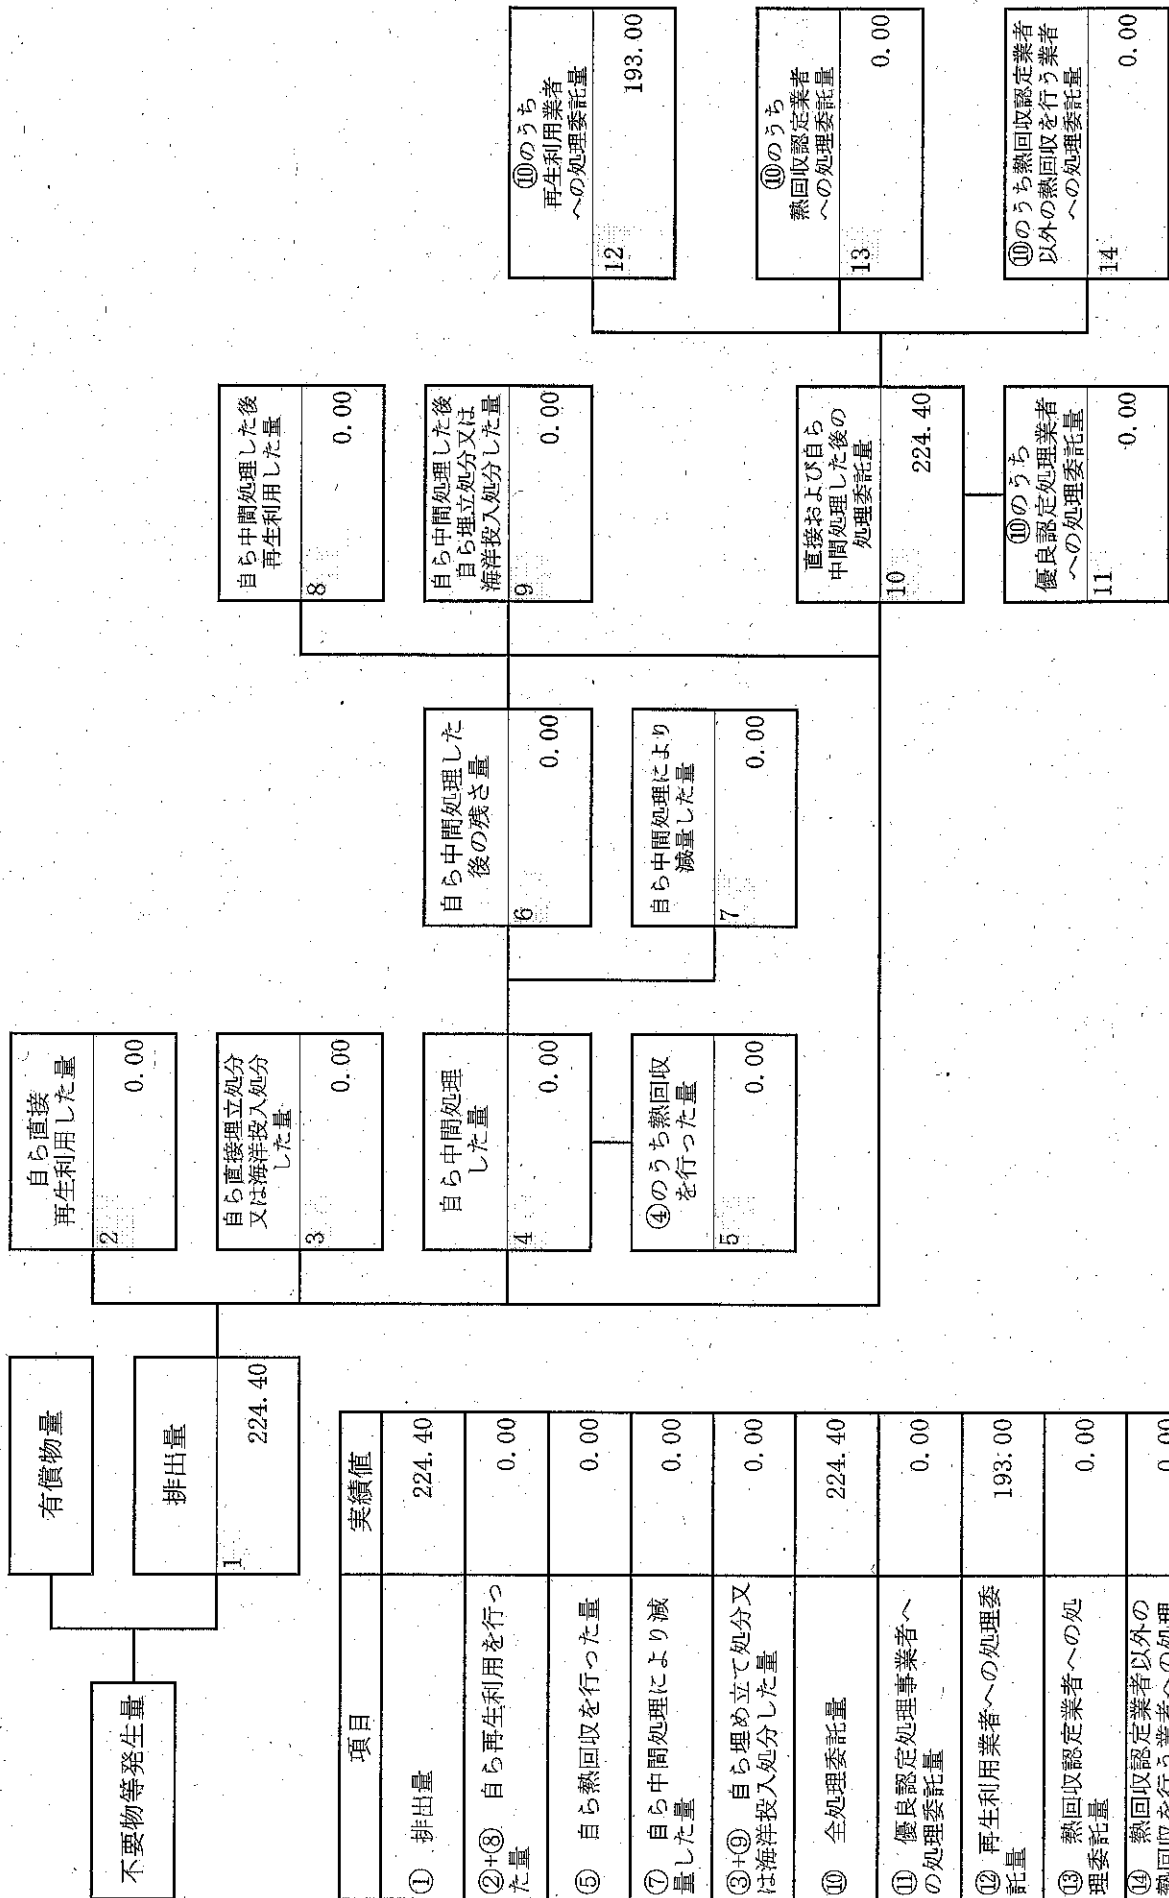 不要物等発生量
有償物量
排出量
1
224.40
自ら直接
再生利用した量
2
0.00
自ら直接埋立処分
又は海洋投入処分
した量
3
0.00
自ら中間処理
した量
4
0.00
④のうち熱回収
を行った量
5
0.00
自ら中間処理した
後の残さ量
6
0.00
自ら中間処理により
減量した量
7
0.00
自ら中間処理した後
再生利用した量
8
0.00
自ら中間処理した後
自ら埋立処分又は
海洋投入処分した量
9
0.00
直接および自ら
中間処理した後の
処理委託量
10
224.40
⑩のうち
優良認定処理業者
への処理委託量
11
0.00
⑩のうち
再生利用業者
への処理委託量
12
193.00
⑩のうち
熱回収認定業者
への処理委託量
13
0.00
⑩のうち熱回収認定業者
以外の熱回収を行う業者
への処理委託量
14
0.00
項目 実績値
① 排出量 224.40
②+⑧ 自ら再生利用を行っ
た量 0.00
⑤ 自ら熱回収を行った量 0.00
⑦ 自ら中間処理により減
量した量 0.00
③+⑨ 自ら埋め立て処分又
は海洋投入処分した量 0.00
⑩ 全処理委託量 224.40
⑪ 優良認定処理事業者へ
の処理委託量 0.00
⑫ 再生利用業者への処理委
託量 193.00
⑬ 熱回収認定業者への処
理委託量 0.00
⑭ 熱回収認定業者以外の
熱回収を行う業者への処理 0.00